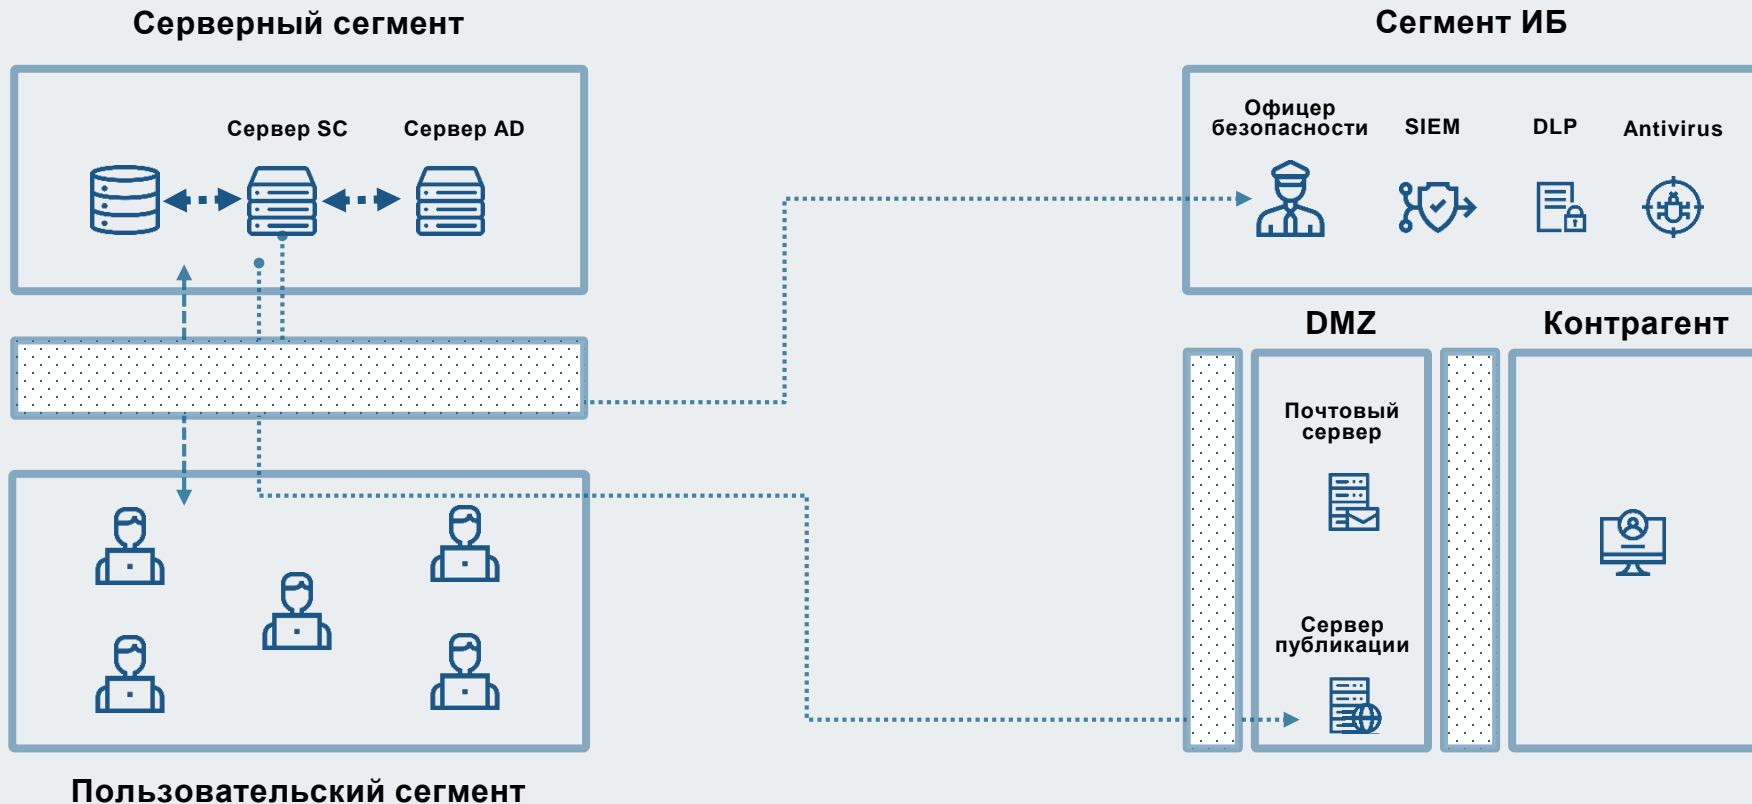 Серверный сегмент
Сегмент ИБ
Сервер SC
Сервер AD
Офицер
безопасности
SIEM
DLP
Antivirus
DMZ
Контрагент
Почтовый
сервер
Сервер
публикации
Пользовательский сегмент